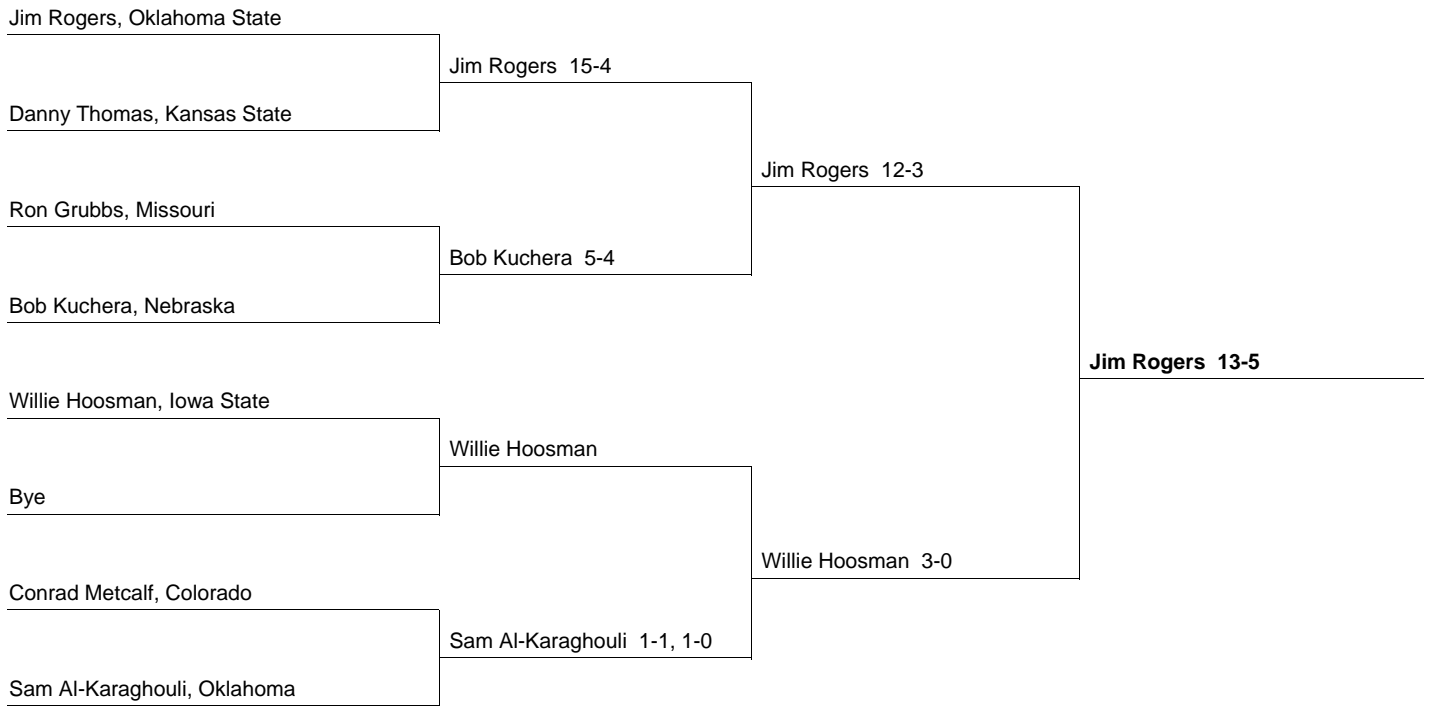 Jim Rogers, Oklahoma State
Jim Rogers 15-4
Danny Thomas, Kansas State
Jim Rogers 12-3
Ron Grubbs, Missouri
Bob Kuchera 5-4
Bob Kuchera, Nebraska
Jim Rogers 13-5
Willie Hoosman, Iowa State
Willie Hoosman
Bye
Willie Hoosman 3-0
Conrad Metcalf, Colorado
Sam Al-Karaghouli 1-1, 1-0
Sam Al-Karaghouli, Oklahoma